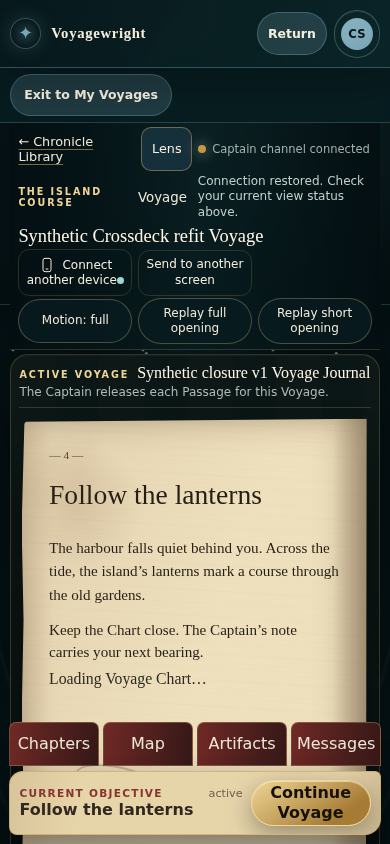 Voyagewright
Return
CS
Exit to My Voyages
← Chronicle
Library
Lens
Captain channel connected
THE ISLAND
COURSE
Voyage
Connection restored. Check
your current view status
above.
Synthetic Crossdeck refit Voyage
Connect
another device
Send to another
screen
Motion: full
Replay full
opening
Replay short
opening
ACTIVE VOYAGE Synthetic closure v1 Voyage Journal
The Captain releases each Passage for this Voyage.
— 4 —
Follow the lanterns
The harbour falls quiet behind you. Across the
tide, the island’s lanterns mark a course through
the old gardens.
Keep the Chart close. The Captain’s note
carries your next bearing.
Loading Voyage Chart…
Chapters
Map
Artifacts
Messages
CURRENT OBJECTIVE
Follow the lanterns
active
Continue
Voyage